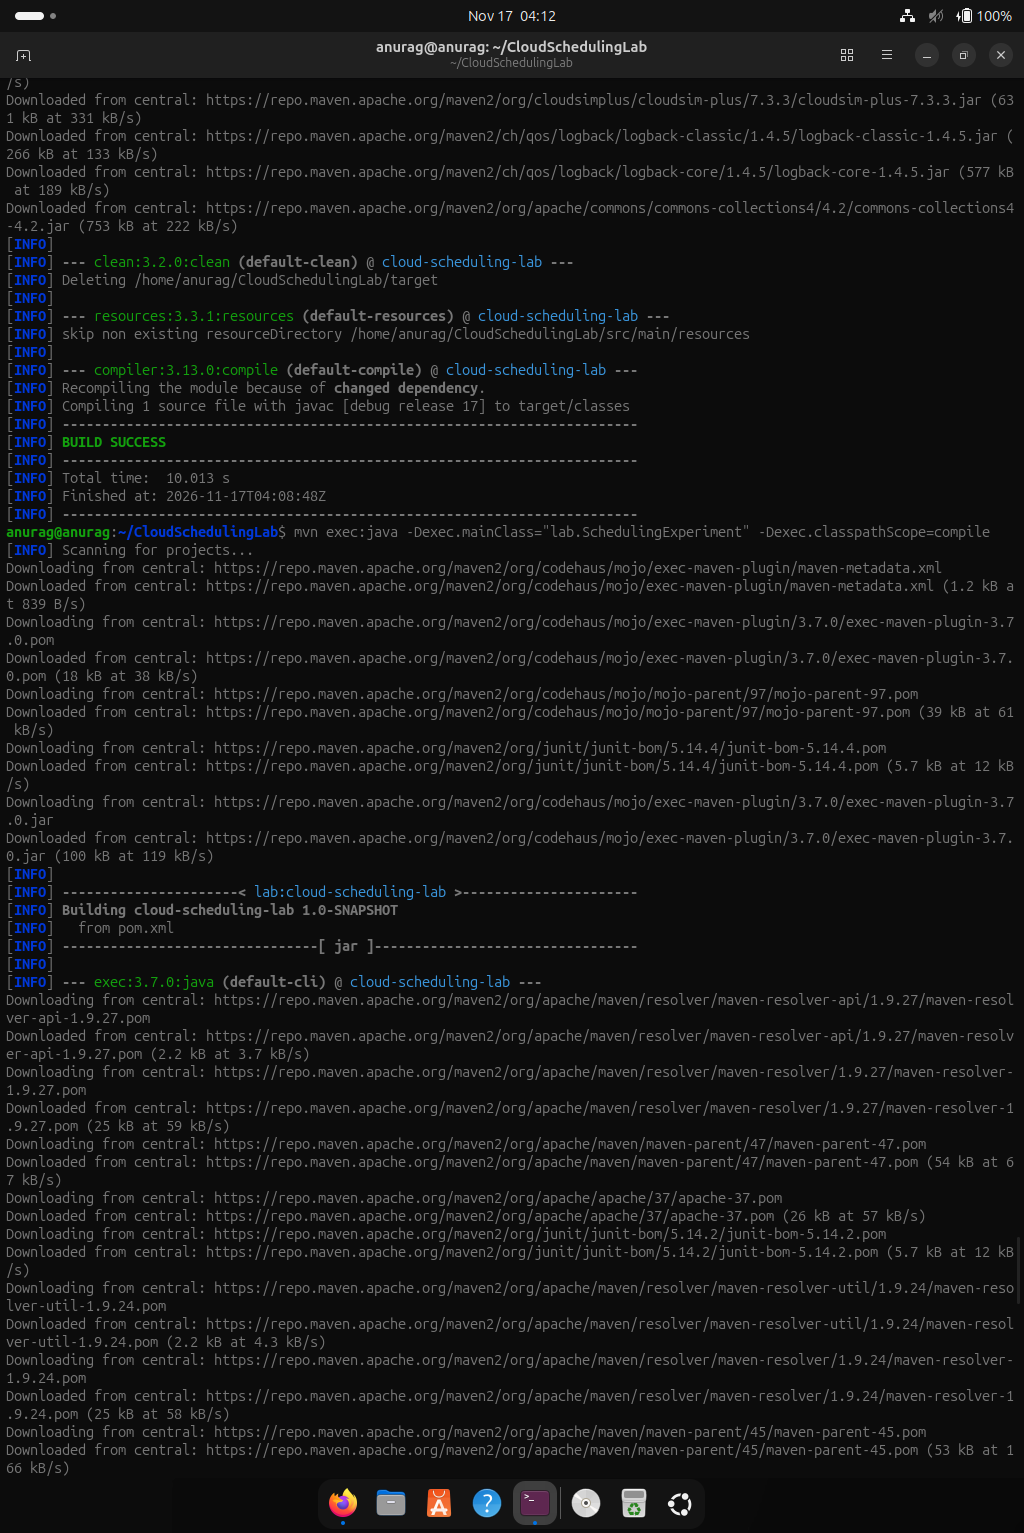 Nov 17  04:12
100%
anurag@anurag: ~/CloudSchedulingLab
~/CloudSchedulingLab
/s)
Downloaded from central: https://repo.maven.apache.org/maven2/org/cloudsimplus/cloudsim-plus/7.3.3/cloudsim-plus-7.3.3.jar (63
1 kB at 331 kB/s)
Downloaded from central: https://repo.maven.apache.org/maven2/ch/qos/logback/logback-classic/1.4.5/logback-classic-1.4.5.jar (
266 kB at 133 kB/s)
Downloaded from central: https://repo.maven.apache.org/maven2/ch/qos/logback/logback-core/1.4.5/logback-core-1.4.5.jar (577 kB
 at 189 kB/s)
Downloaded from central: https://repo.maven.apache.org/maven2/org/apache/commons/commons-collections4/4.2/commons-collections4
-4.2.jar (753 kB at 222 kB/s)
[INFO]
[INFO] --- clean:3.2.0:clean (default-clean) @ cloud-scheduling-lab ---
[INFO] Deleting /home/anurag/CloudSchedulingLab/target
[INFO]
[INFO] --- resources:3.3.1:resources (default-resources) @ cloud-scheduling-lab ---
[INFO] skip non existing resourceDirectory /home/anurag/CloudSchedulingLab/src/main/resources
[INFO]
[INFO] --- compiler:3.13.0:compile (default-compile) @ cloud-scheduling-lab ---
[INFO] Recompiling the module because of changed dependency.
[INFO] Compiling 1 source file with javac [debug release 17] to target/classes
[INFO] ------------------------------------------------------------------------
[INFO] BUILD SUCCESS
[INFO] ------------------------------------------------------------------------
[INFO] Total time:  10.013 s
[INFO] Finished at: 2026-11-17T04:08:48Z
[INFO] ------------------------------------------------------------------------
anurag@anurag:~/CloudSchedulingLab$ mvn exec:java -Dexec.mainClass="lab.SchedulingExperiment" -Dexec.classpathScope=compile
[INFO] Scanning for projects...
Downloading from central: https://repo.maven.apache.org/maven2/org/codehaus/mojo/exec-maven-plugin/maven-metadata.xml
Downloaded from central: https://repo.maven.apache.org/maven2/org/codehaus/mojo/exec-maven-plugin/maven-metadata.xml (1.2 kB a
t 839 B/s)
Downloading from central: https://repo.maven.apache.org/maven2/org/codehaus/mojo/exec-maven-plugin/3.7.0/exec-maven-plugin-3.7
.0.pom
Downloaded from central: https://repo.maven.apache.org/maven2/org/codehaus/mojo/exec-maven-plugin/3.7.0/exec-maven-plugin-3.7.
0.pom (18 kB at 38 kB/s)
Downloading from central: https://repo.maven.apache.org/maven2/org/codehaus/mojo/mojo-parent/97/mojo-parent-97.pom
Downloaded from central: https://repo.maven.apache.org/maven2/org/codehaus/mojo/mojo-parent/97/mojo-parent-97.pom (39 kB at 61
 kB/s)
Downloading from central: https://repo.maven.apache.org/maven2/org/junit/junit-bom/5.14.4/junit-bom-5.14.4.pom
Downloaded from central: https://repo.maven.apache.org/maven2/org/junit/junit-bom/5.14.4/junit-bom-5.14.4.pom (5.7 kB at 12 kB
/s)
Downloading from central: https://repo.maven.apache.org/maven2/org/codehaus/mojo/exec-maven-plugin/3.7.0/exec-maven-plugin-3.7
.0.jar
Downloaded from central: https://repo.maven.apache.org/maven2/org/codehaus/mojo/exec-maven-plugin/3.7.0/exec-maven-plugin-3.7.
0.jar (100 kB at 119 kB/s)
[INFO]
[INFO] ----------------------< lab:cloud-scheduling-lab >----------------------
[INFO] Building cloud-scheduling-lab 1.0-SNAPSHOT
[INFO]   from pom.xml
[INFO] --------------------------------[ jar ]---------------------------------
[INFO]
[INFO] --- exec:3.7.0:java (default-cli) @ cloud-scheduling-lab ---
Downloading from central: https://repo.maven.apache.org/maven2/org/apache/maven/resolver/maven-resolver-api/1.9.27/maven-resol
ver-api-1.9.27.pom
Downloaded from central: https://repo.maven.apache.org/maven2/org/apache/maven/resolver/maven-resolver-api/1.9.27/maven-resolv
er-api-1.9.27.pom (2.2 kB at 3.7 kB/s)
Downloading from central: https://repo.maven.apache.org/maven2/org/apache/maven/resolver/maven-resolver/1.9.27/maven-resolver-
1.9.27.pom
Downloaded from central: https://repo.maven.apache.org/maven2/org/apache/maven/resolver/maven-resolver/1.9.27/maven-resolver-1
.9.27.pom (25 kB at 59 kB/s)
Downloading from central: https://repo.maven.apache.org/maven2/org/apache/maven/maven-parent/47/maven-parent-47.pom
Downloaded from central: https://repo.maven.apache.org/maven2/org/apache/maven/maven-parent/47/maven-parent-47.pom (54 kB at 6
7 kB/s)
Downloading from central: https://repo.maven.apache.org/maven2/org/apache/apache/37/apache-37.pom
Downloaded from central: https://repo.maven.apache.org/maven2/org/apache/apache/37/apache-37.pom (26 kB at 57 kB/s)
Downloading from central: https://repo.maven.apache.org/maven2/org/junit/junit-bom/5.14.2/junit-bom-5.14.2.pom
Downloaded from central: https://repo.maven.apache.org/maven2/org/junit/junit-bom/5.14.2/junit-bom-5.14.2.pom (5.7 kB at 12 kB
/s)
Downloading from central: https://repo.maven.apache.org/maven2/org/apache/maven/resolver/maven-resolver-util/1.9.24/maven-reso
lver-util-1.9.24.pom
Downloaded from central: https://repo.maven.apache.org/maven2/org/apache/maven/resolver/maven-resolver-util/1.9.24/maven-resol
ver-util-1.9.24.pom (2.2 kB at 4.3 kB/s)
Downloading from central: https://repo.maven.apache.org/maven2/org/apache/maven/resolver/maven-resolver/1.9.24/maven-resolver-
1.9.24.pom
Downloaded from central: https://repo.maven.apache.org/maven2/org/apache/maven/resolver/maven-resolver/1.9.24/maven-resolver-1
.9.24.pom (25 kB at 58 kB/s)
Downloading from central: https://repo.maven.apache.org/maven2/org/apache/maven/maven-parent/45/maven-parent-45.pom
Downloaded from central: https://repo.maven.apache.org/maven2/org/apache/maven/maven-parent/45/maven-parent-45.pom (53 kB at 1
66 kB/s)